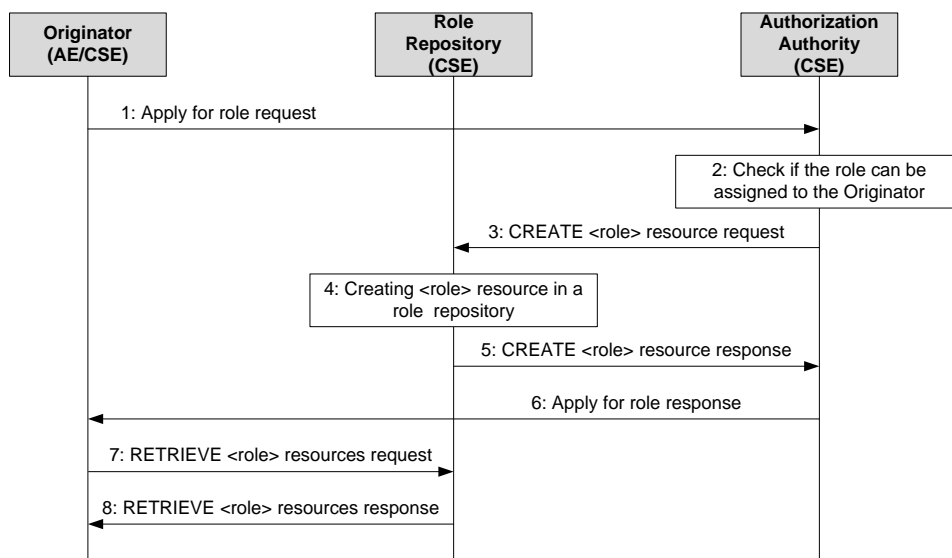 Originator
(AE/CSE)
Role
Repository
(CSE)
Authorization
Authority
(CSE)
1: Apply for role request
2: Check if the role can be
assigned to the Originator
3: CREATE <role> resource request
4: Creating <role> resource in a
role repository
5: CREATE <role> resource response
6: Apply for role response
7: RETRIEVE <role> resources request
8: RETRIEVE <role> resources response